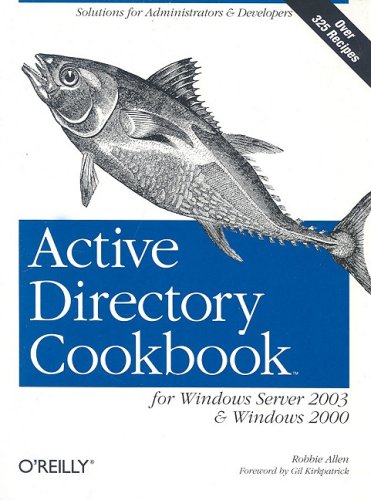 Solutions for Administrators & Developers
Over
325 Recipes
Active
Directory
Cookbook™
for Windows Server 2003
& Windows 2000
Robbie Allen
O'REILLY®
Foreword by Gil Kirkpatrick